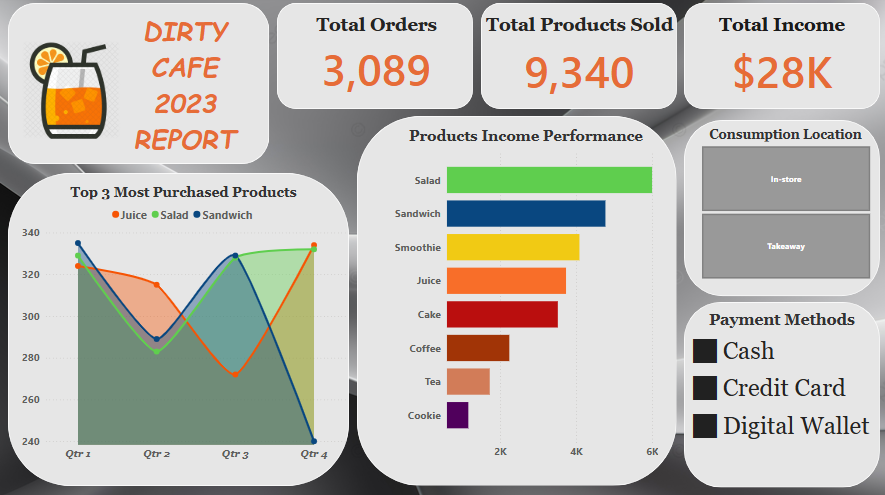 DIRTY
CAFE
2023
REPORT
Total Orders
3,089
Total Products Sold
9,340
Total Income
$28K
Top 3 Most Purchased Products
Juice Salad Sandwich
340
320
300
280
260
240
Qtr 1 Qtr 2 Qtr 3 Qtr 4
Products Income Performance
Salad
Sandwich
Smoothie
Juice
Cake
Coffee
Tea
Cookie
2K 4K 6K
Consumption Location
In-store
Takeaway
Payment Methods
Cash
Credit Card
Digital Wallet